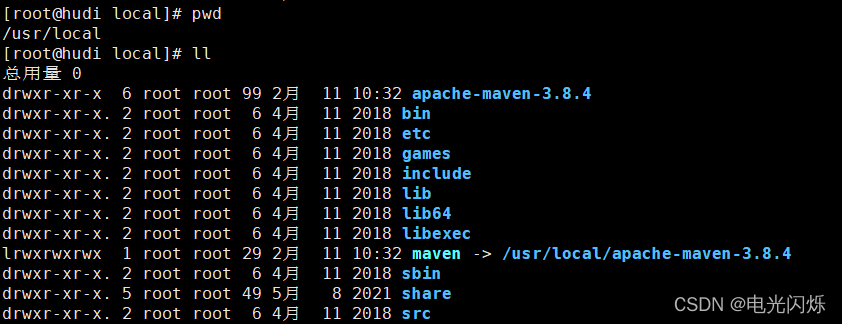 [root@hudi local]# pwd
/usr/local
[root@hudi local]# ll
总用量 0
drwxr-xr-x  6 root root 99 2月  11 10:32 apache-maven-3.8.4
drwxr-xr-x. 2 root root  6 4月  11 2018 bin
drwxr-xr-x. 2 root root  6 4月  11 2018 etc
drwxr-xr-x. 2 root root  6 4月  11 2018 games
drwxr-xr-x. 2 root root  6 4月  11 2018 include
drwxr-xr-x. 2 root root  6 4月  11 2018 lib
drwxr-xr-x. 2 root root  6 4月  11 2018 lib64
drwxr-xr-x. 2 root root  6 4月  11 2018 libexec
lrwxrwxrwx  1 root root 29 2月  11 10:32 maven -> /usr/local/apache-maven-3.8.4
drwxr-xr-x. 2 root root  6 4月  11 2018 sbin
drwxr-xr-x. 5 root root 49 5月   8 2021 share
drwxr-xr-x. 2 root root  6 4月  11 2018 src
CSDN @电光闪烁